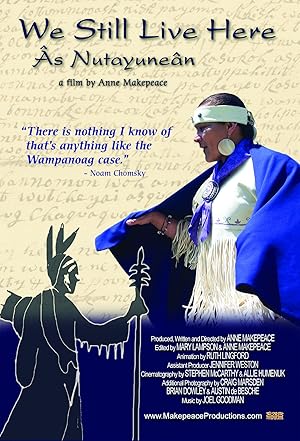 We Still Live Here
Âs Nutayuneân
a film by Anne Makepeace
“There is nothing I know of
that’s anything like the
Wampanoag case.”
- Noam Chomsky
Produced, Written and Directed by ANNE MAKEPEACE
Edited by MARY LAMPSON & ANNE MAKEPEACE
Animation by RUTH LINGFORD
Assistant Producer JENNIFER WESTON
Cinematography by STEPHEN McCARTHY & ALLIE HUMENUK
Additional Photography by CRAIG MARSDEN
BRIAN DOWLEY & AUSTIN de BESCHE
Music by JOEL GOODMAN
www.MakepeaceProductions.com